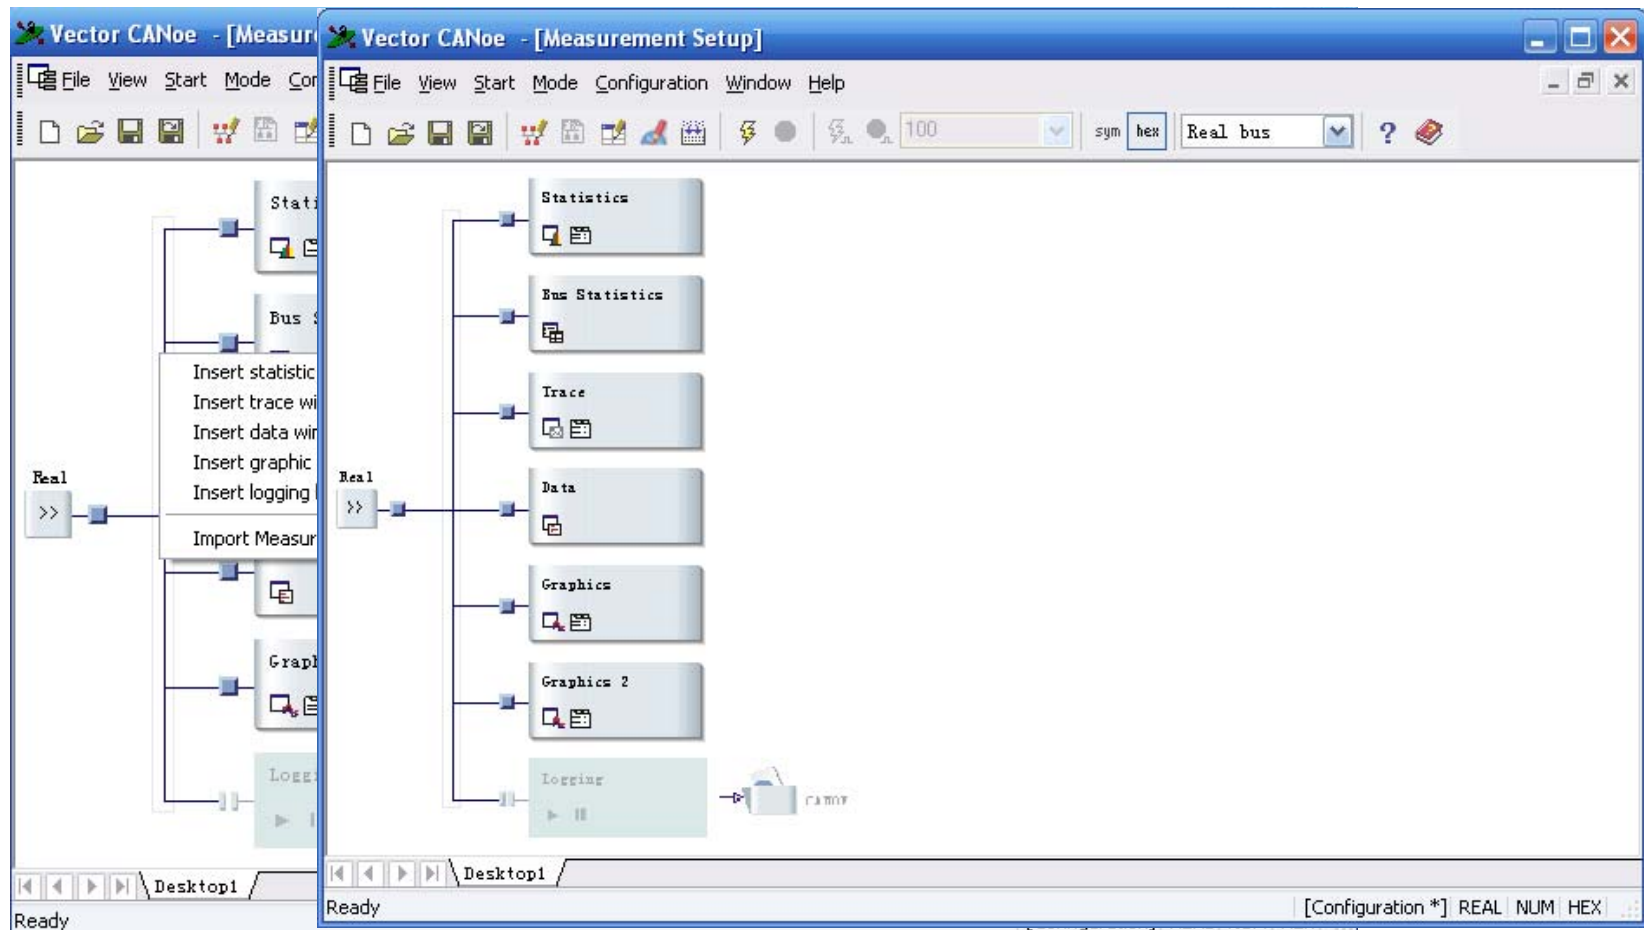 Vector CANoe - [Measur
File View Start Mode Cor
Stati
Bus S
Insert statistic
Insert trace wi
Insert data wir
Insert graphic
Insert logging
Import Measur
Real
>>
Graph
Logg
Desktop1
Ready
Vector CANoe - [Measurement Setup]
File View Start Mode Configuration Window Help
100
sym hex Real bus
Statistics
Bus Statistics
Trace
Real
>>
Data
Graphics
Graphics 2
Logging
Desktop1
Ready
[Configuration *] REAL NUM HEX